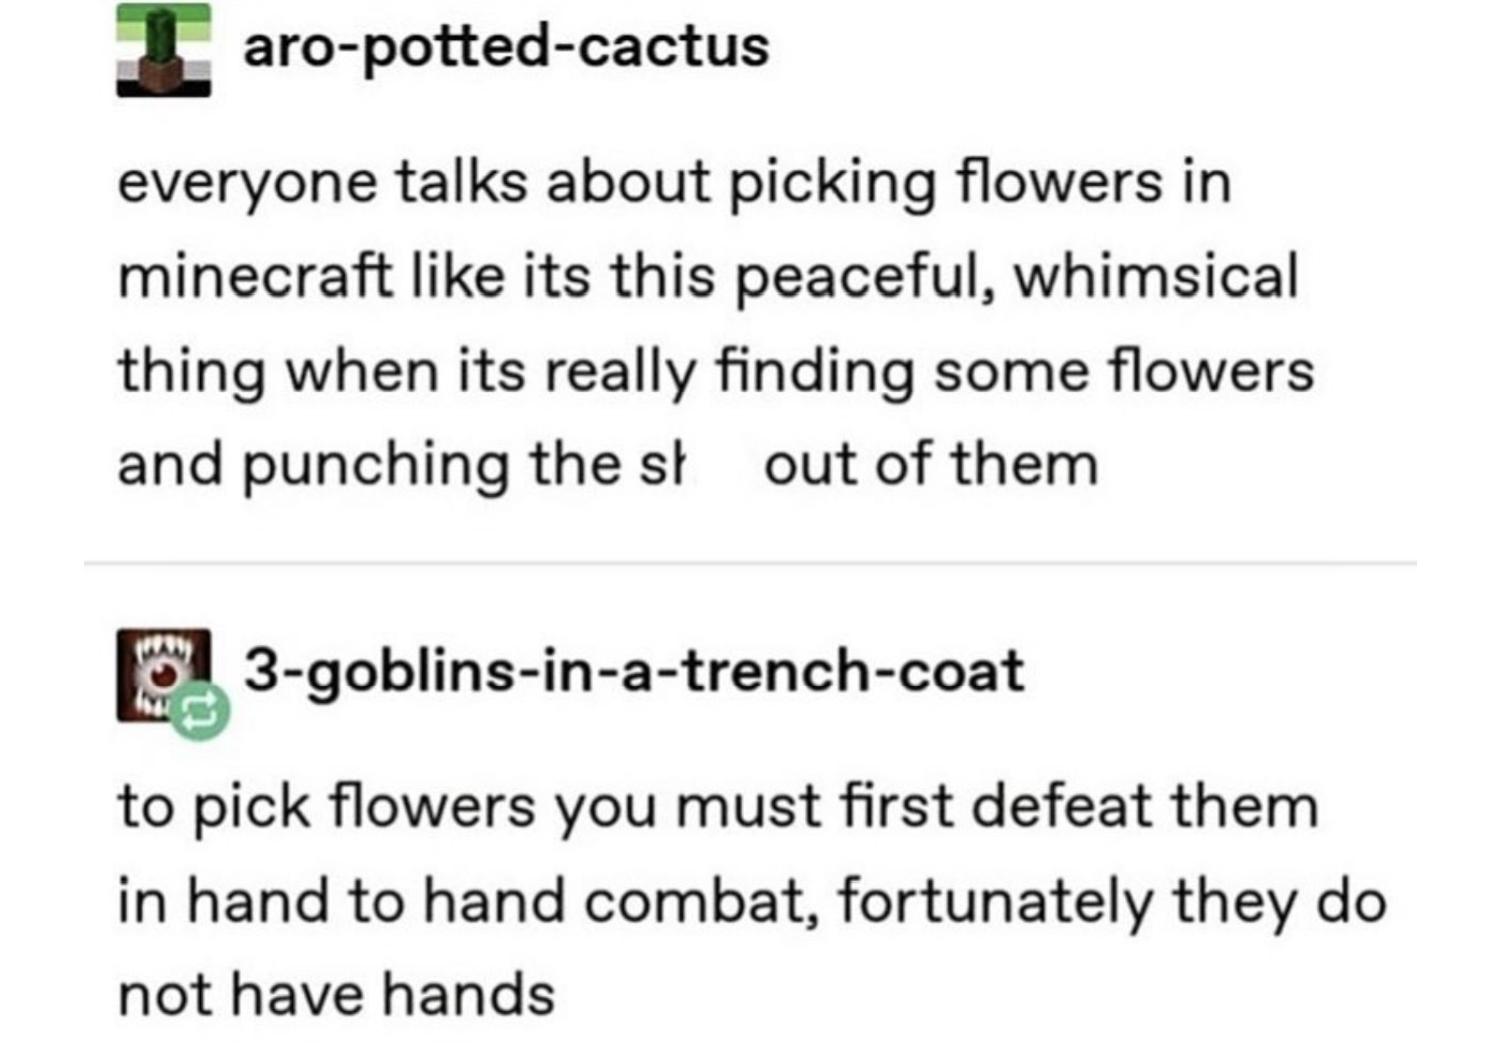 aro-potted-cactus
everyone talks about picking flowers in
minecraft like its this peaceful, whimsical
thing when its really finding some flowers
and punching the out of them
3-goblins-in-a-trench-coat
to pick flowers you must first defeat them
in hand to hand combat, fortunately they do
not have hands